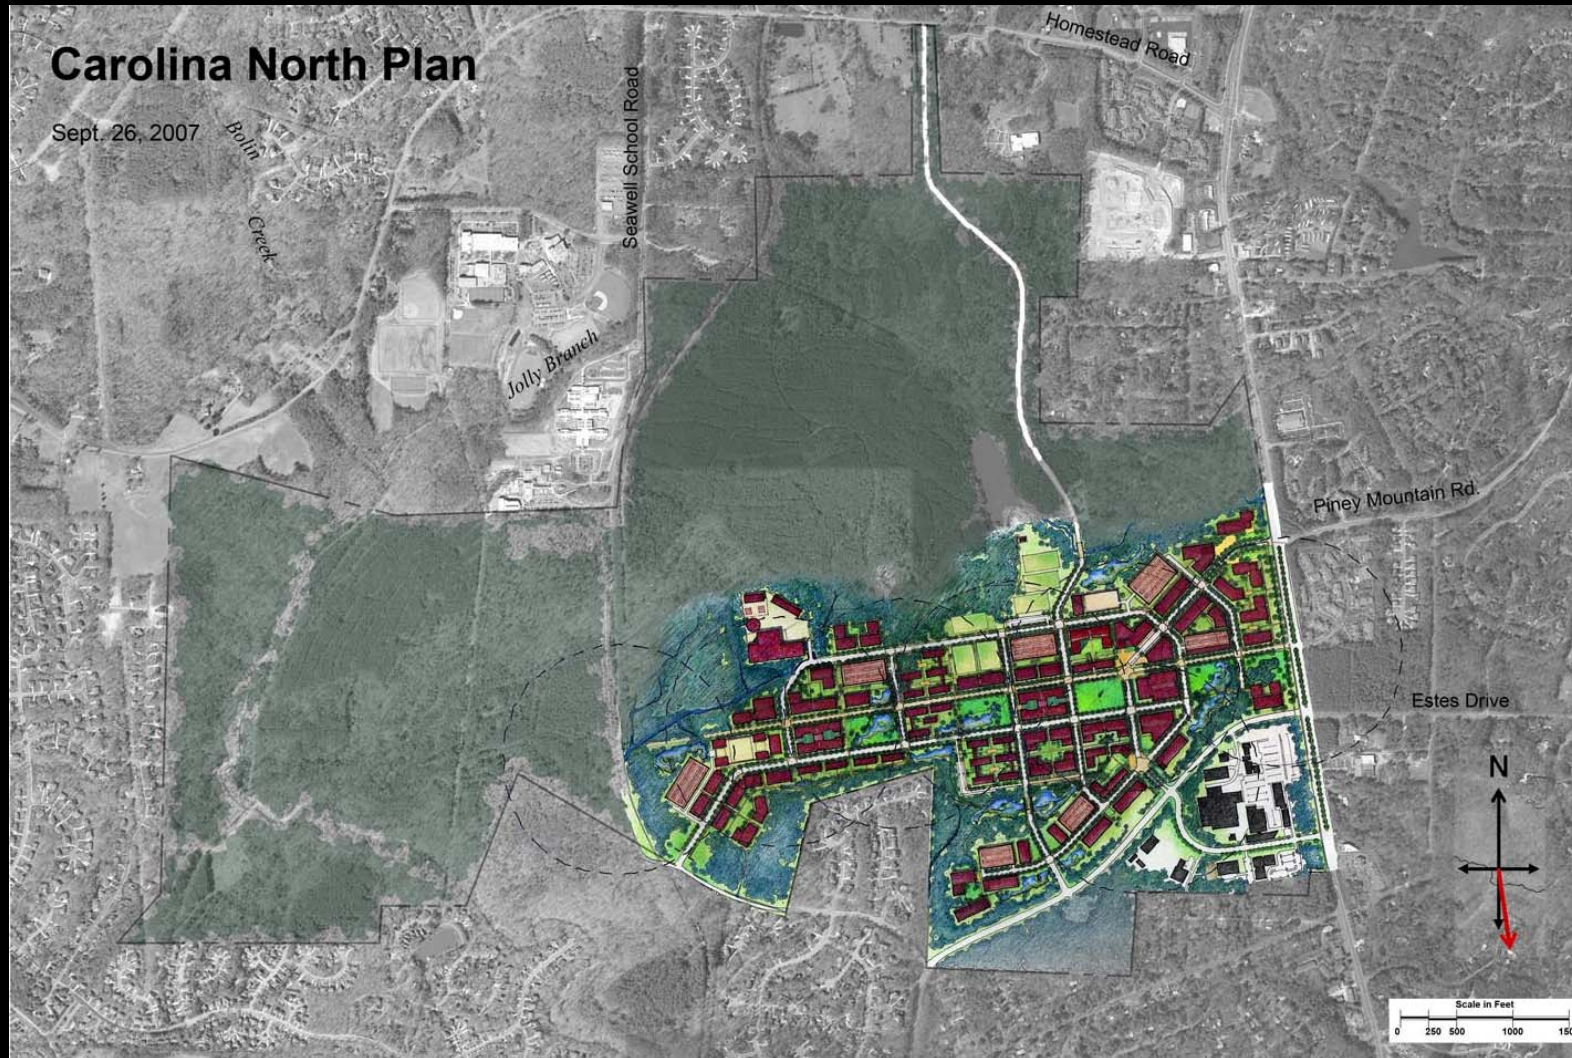 Carolina North Plan
Sept. 26, 2007
Homestead Road
Seawell School Road
Bolin
Creek
Jolly Branch
Piney Mountain Rd.
Estes Drive
N
Scale in Feet
0 250 500 1000 150